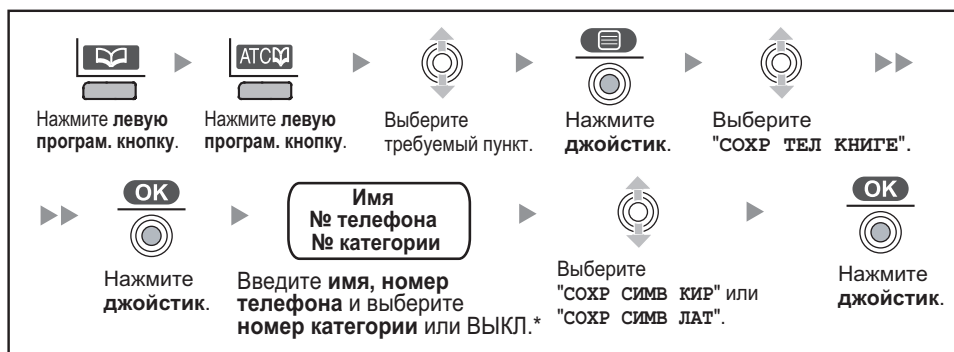 АТС
Нажмите левую
програм. кнопку.
Нажмите левую
програм. кнопку.
Выберите
требуемый пункт.
Нажмите
джойстик.
Выберите
"СОХР ТЕЛ КНИГЕ".
OK
Нажмите
джойстик.
Имя
№ телефона
№ категории
Введите имя, номер
телефона и выберите
номер категории или ВЫКЛ.*
Выберите
"СОХР СИМВ КИР" или
"СОХР СИМВ ЛАТ".
OK
Нажмите
джойстик.